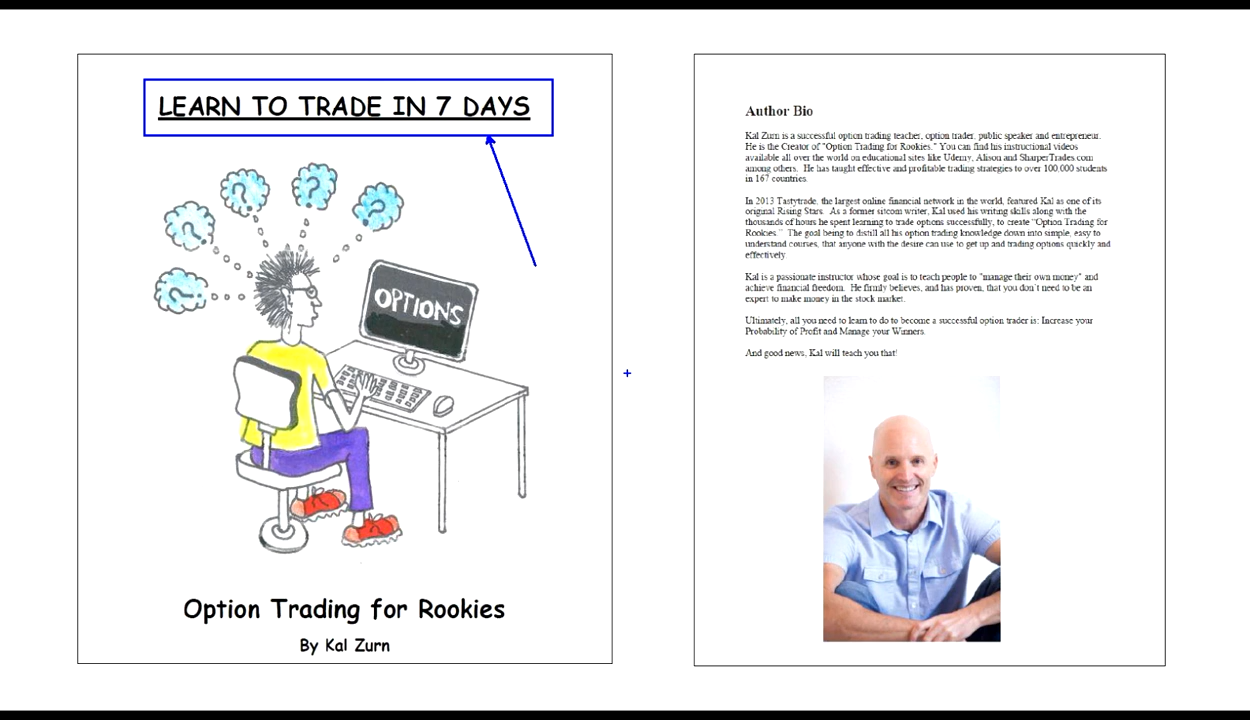 LEARN TO TRADE IN 7 DAYS
?
?
?
?
?
OPTIONS
Option Trading for Rookies
By Kal Zurn
Author Bio
Kal Zurn is a successful option trading teacher, option trader, public speaker and entrepreneur.
He is the Creator of "Option Trading for Rookies." You can find his instructional videos
available all over the world on educational sites like Udemy, Alison and SharperTrades.com
among others. He has taught effective and profitable trading strategies to over 100,000 students
in 167 countries.
In 2013 Tastytrade, the largest online financial network in the world, featured Kal as one of its
original Rising Stars. As a former sitcom writer, Kal used his writing skills along with the
thousands of hours he spent learning to trade options successfully, to create "Option Trading for
Rookies." The goal being to distill all his option trading knowledge down into simple, easy to
understand courses, that anyone with the desire can use to get up and trading options quickly and
effectively.
Kal is a passionate instructor whose goal is to teach people to "manage their own money" and
achieve financial freedom. He firmly believes, and has proven, that you don't need to be an
expert to make money in the stock market.
Ultimately, all you need to learn to do to become a successful option trader is: Increase your
Probability of Profit and Manage your Winners.
And good news, Kal will teach you that!